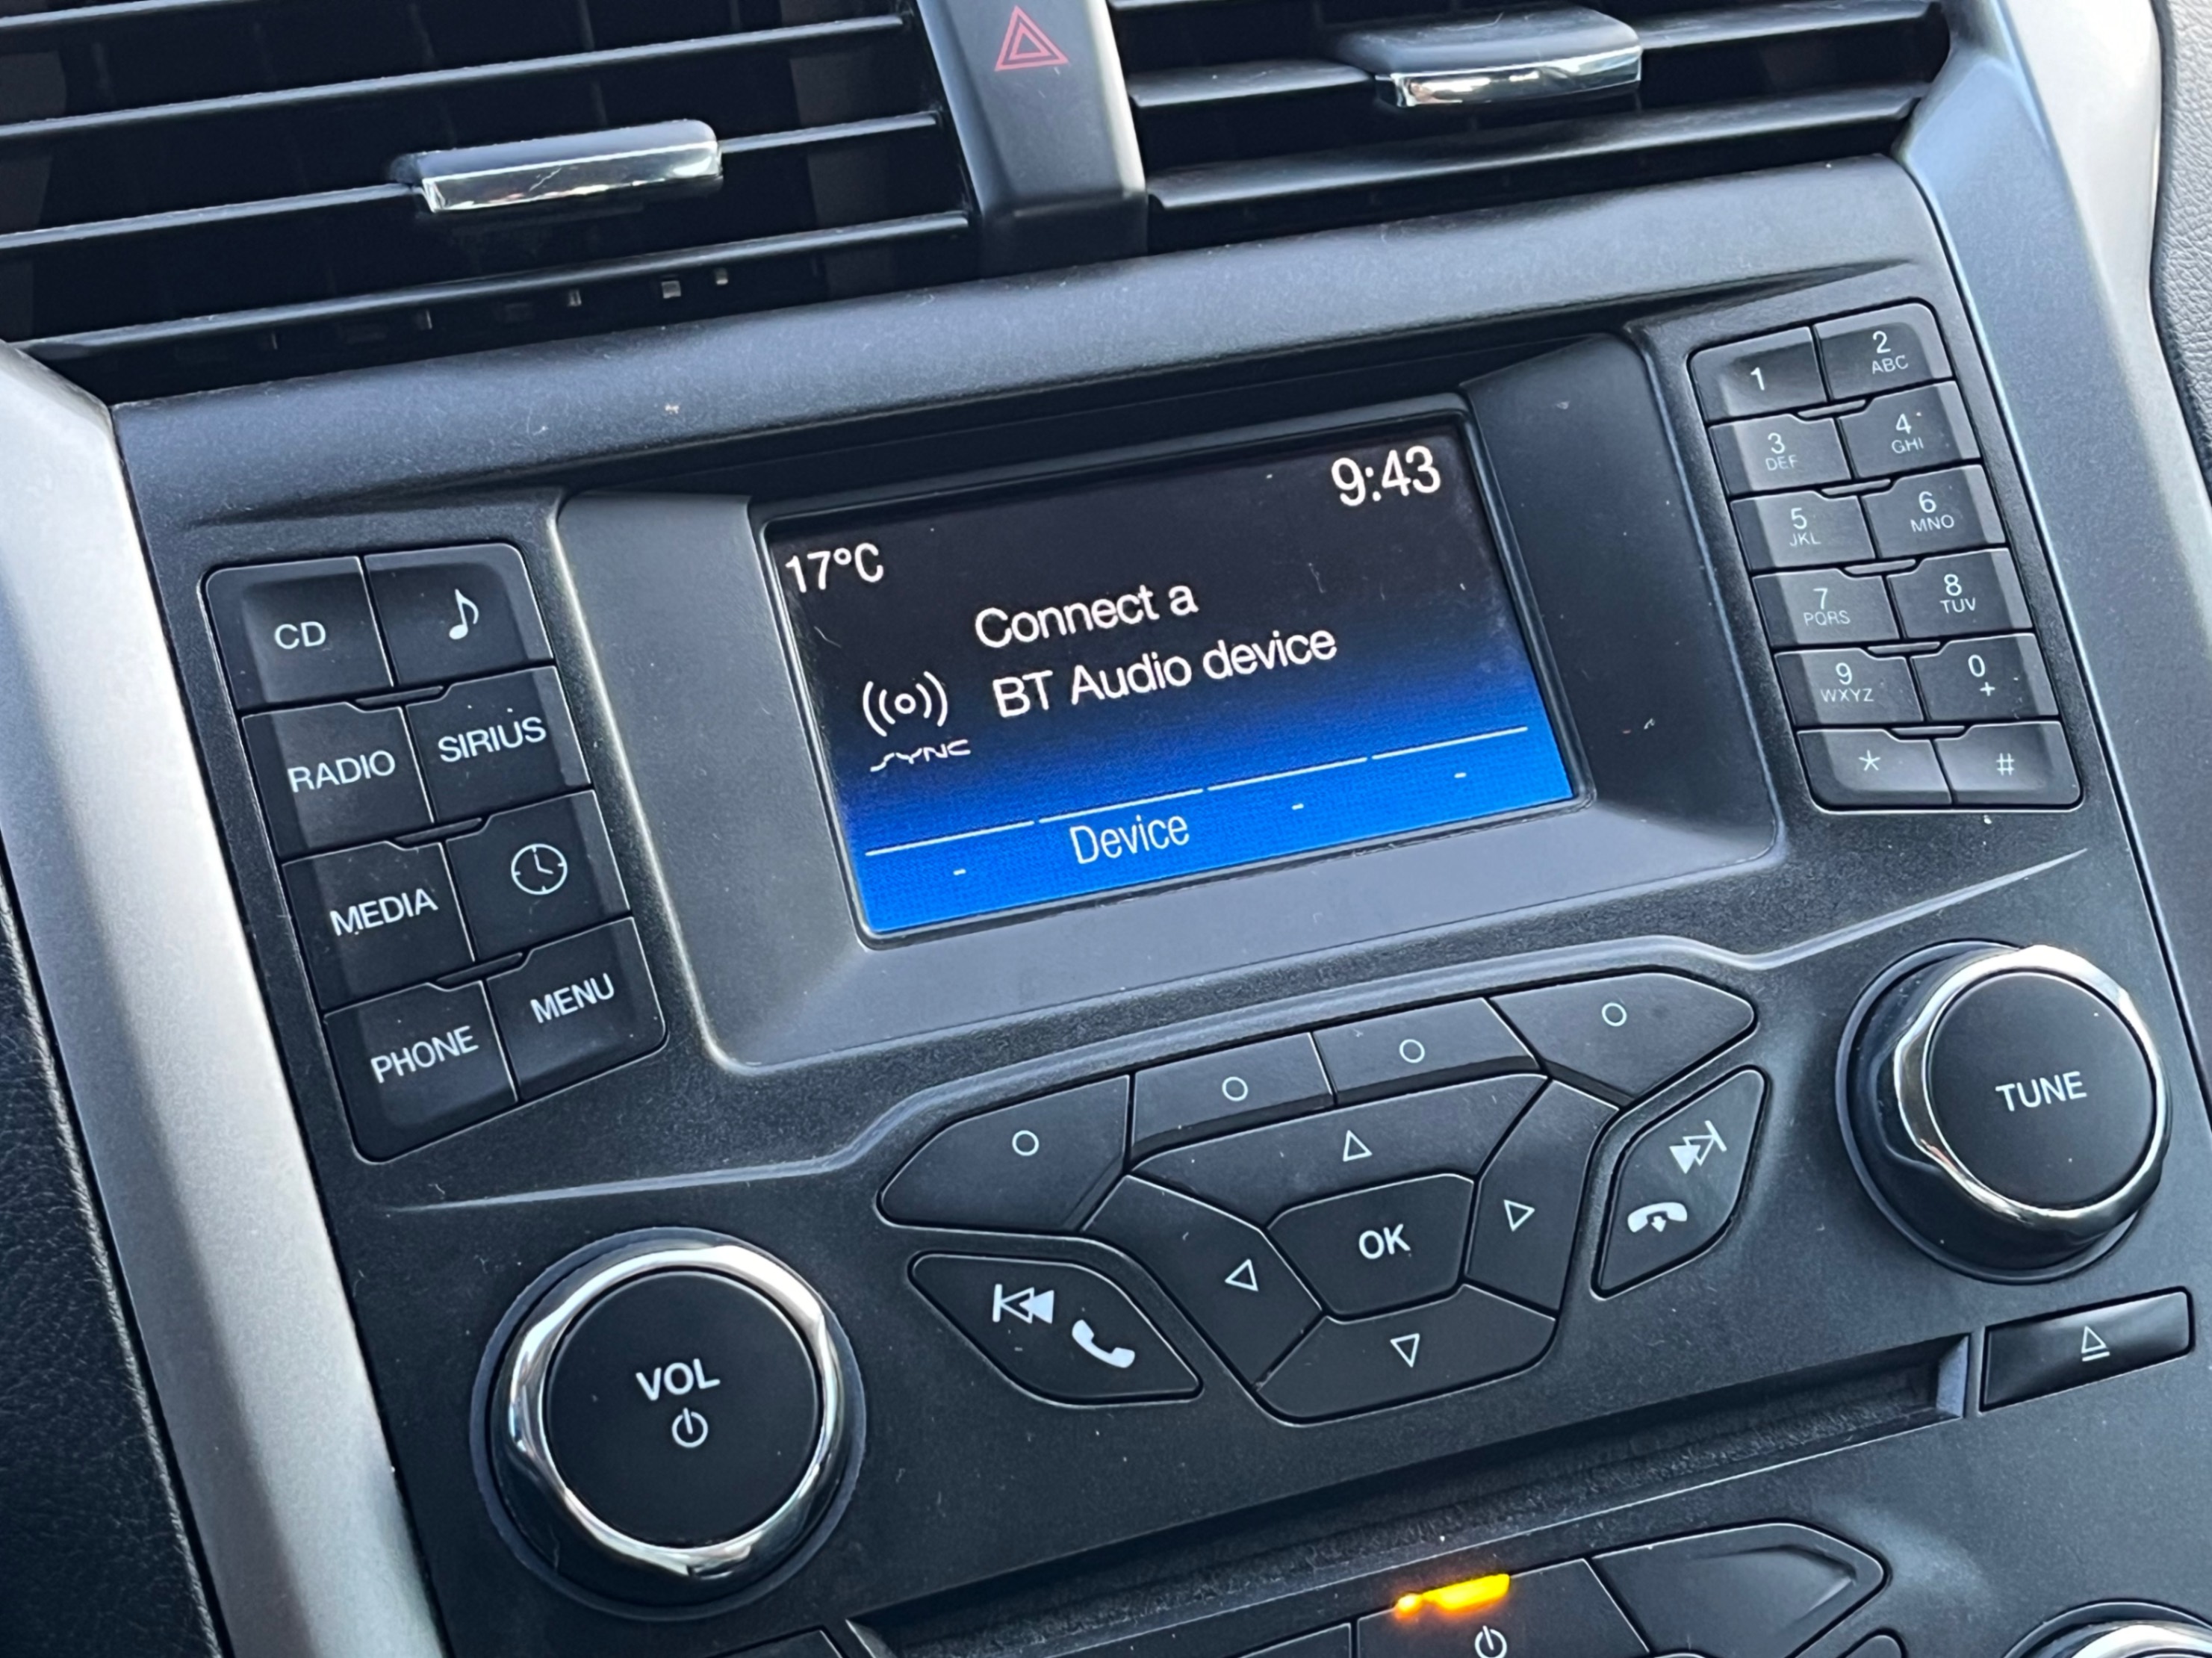 9:43
17°C
Connect a
BT Audio device
SYNC
- Device - -
CD
RADIO SIRIUS
MEDIA
PHONE MENU
1 2 ABC
3 DEF 4 GHI
5 JKL 6 MNO
7 PQRS 8 TUV
9 WXYZ 0 +
* #
OK
VOL
TUNE